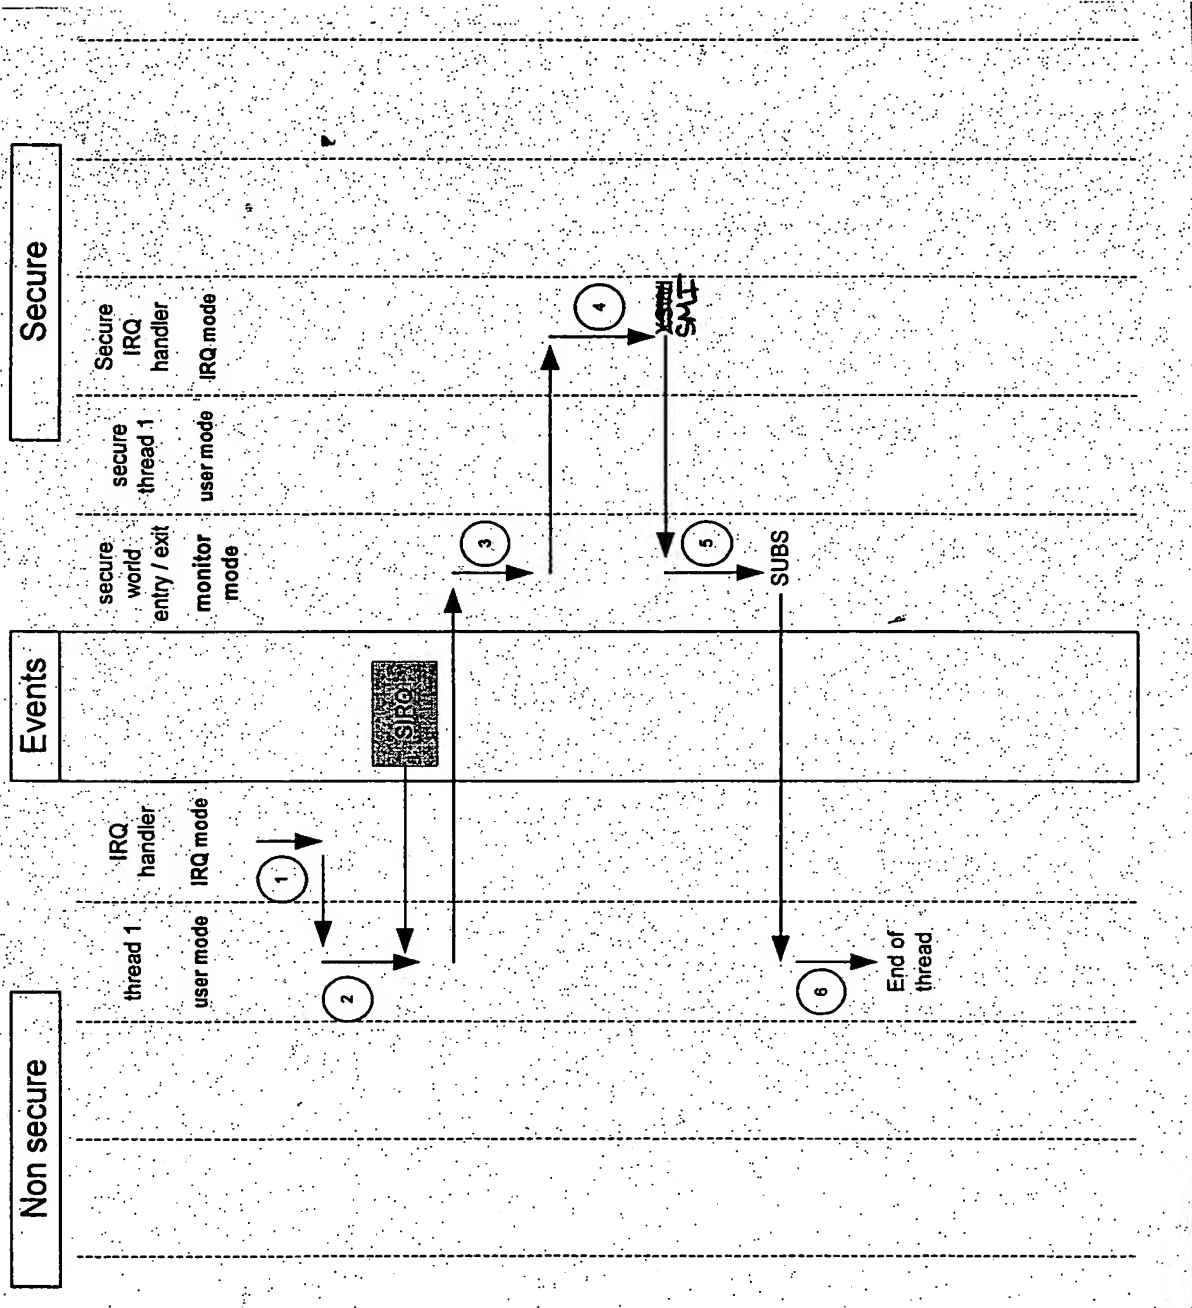 Non secure
Events
Secure
thread 1
user mode
IRQ
handler
IRQ mode
secure
world
entry / exit
monitor
mode
secure
thread 1
user mode
Secure
IRQ
handler
IRQ mode
1
2
SIRQ
3
4
SMI
5
SUBS
6
End of
thread